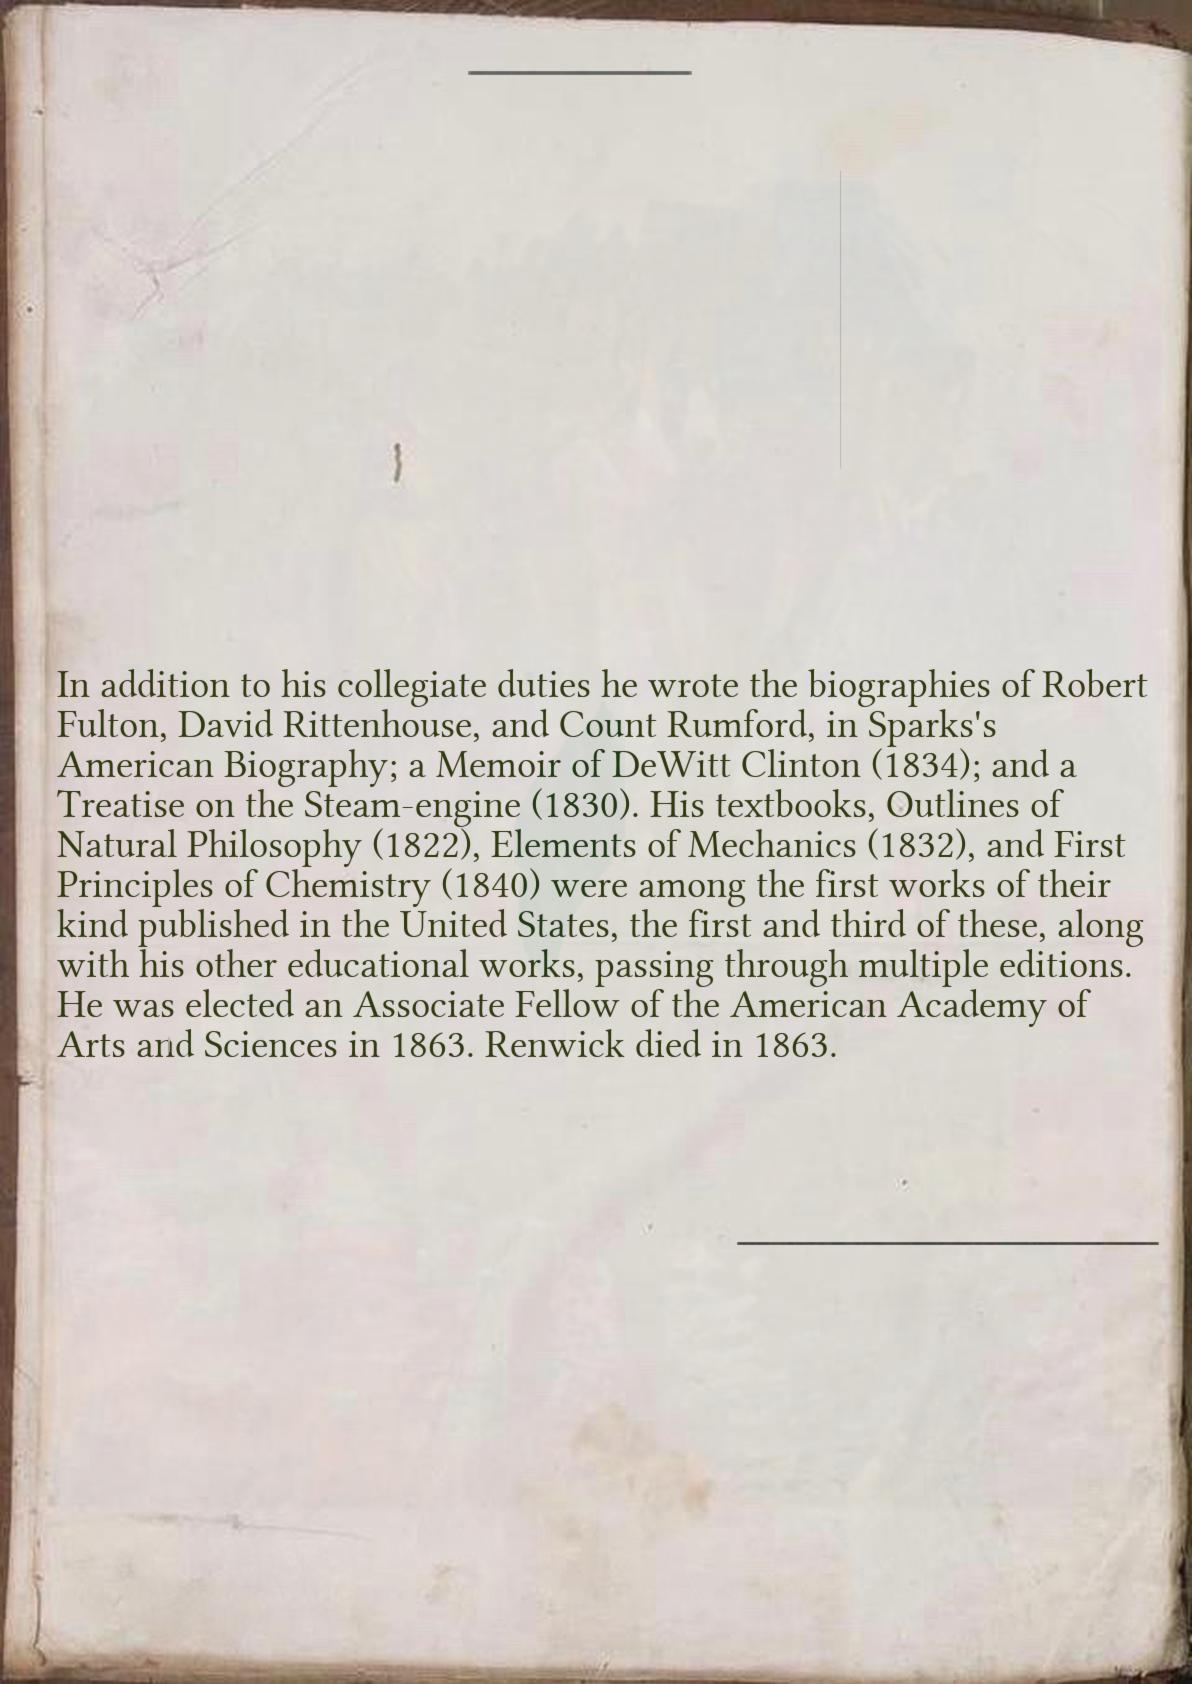 In addition to his collegiate duties he wrote the biographies of Robert
Fulton, David Rittenhouse, and Count Rumford, in Sparks's
American Biography; a Memoir of DeWitt Clinton (1834); and a
Treatise on the Steam-engine (1830). His textbooks, Outlines of
Natural Philosophy (1822), Elements of Mechanics (1832), and First
Principles of Chemistry (1840) were among the first works of their
kind published in the United States, the first and third of these, along
with his other educational works, passing through multiple editions.
He was elected an Associate Fellow of the American Academy of
Arts and Sciences in 1863. Renwick died in 1863.